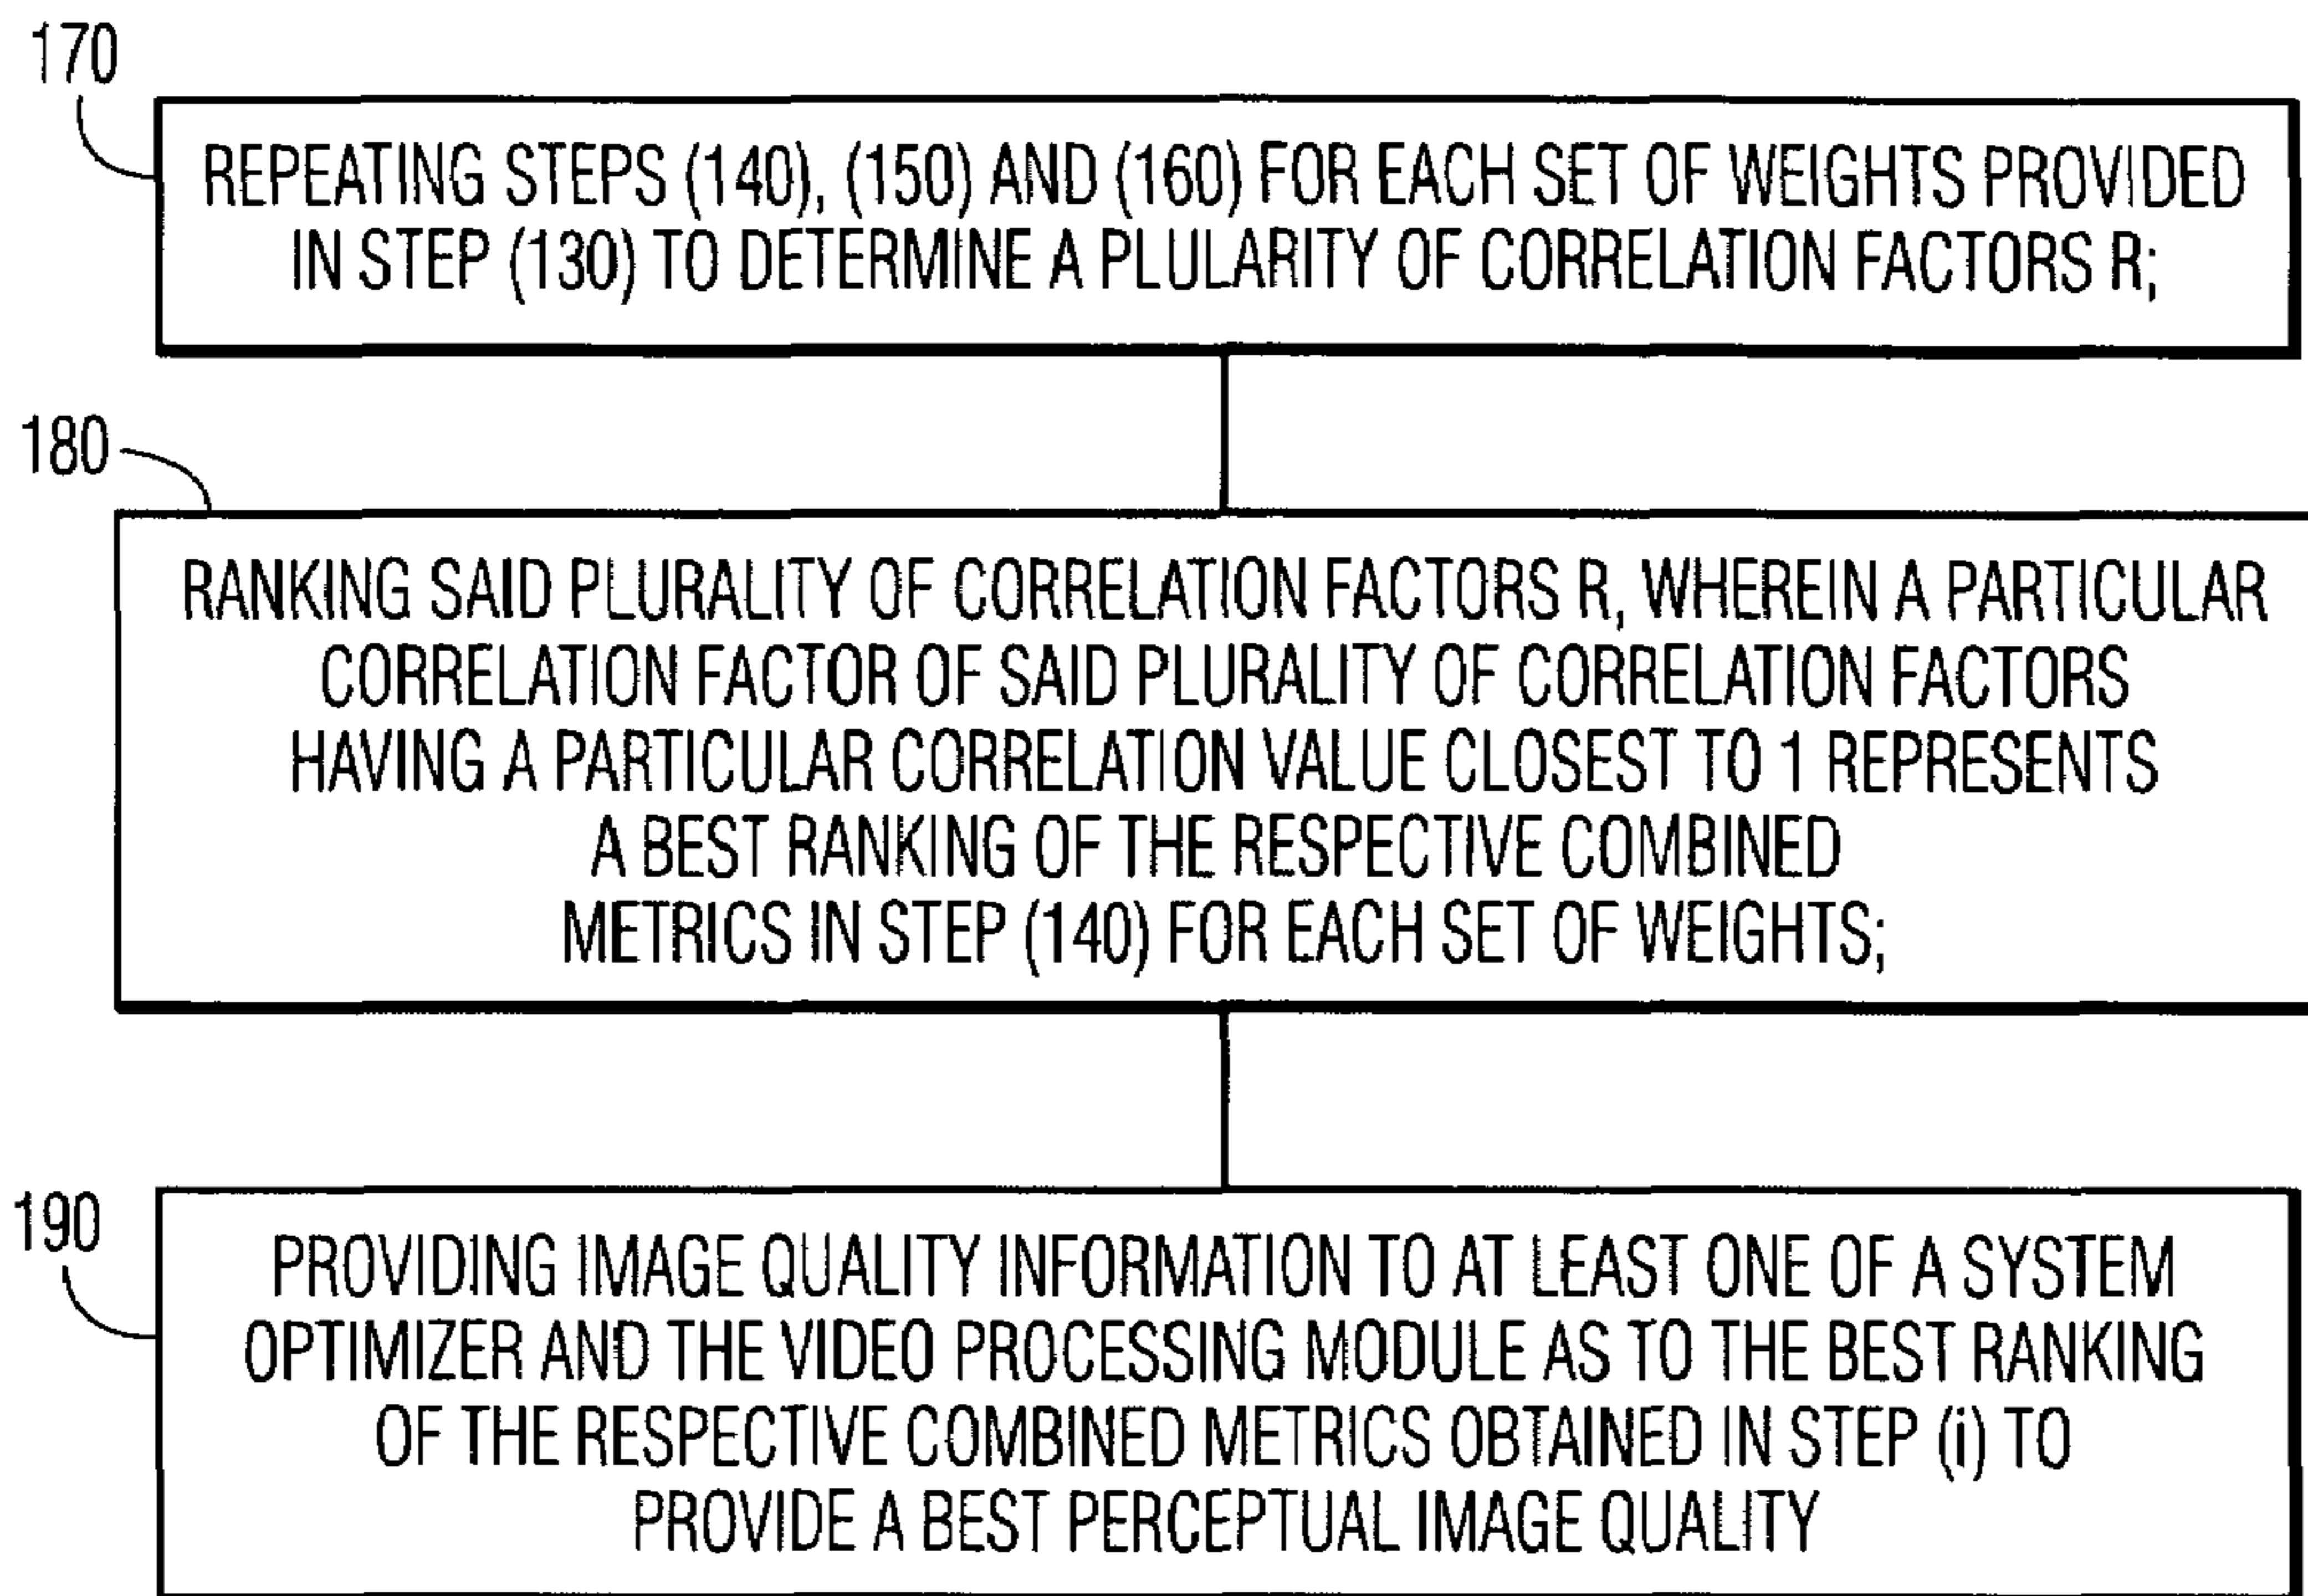 170
REPEATING STEPS (140), (150) AND (160) FOR EACH SET OF WEIGHTS PROVIDED
IN STEP (130) TO DETERMINE A PLULARITY OF CORRELATION FACTORS R;
180
RANKING SAID PLURALITY OF CORRELATION FACTORS R, WHEREIN A PARTICULAR
CORRELATION FACTOR OF SAID PLURALITY OF CORRELATION FACTORS
HAVING A PARTICULAR CORRELATION VALUE CLOSEST TO 1 REPRESENTS
A BEST RANKING OF THE RESPECTIVE COMBINED
METRICS IN STEP (140) FOR EACH SET OF WEIGHTS;
190
PROVIDING IMAGE QUALITY INFORMATION TO AT LEAST ONE OF A SYSTEM
OPTIMIZER AND THE VIDEO PROCESSING MODULE AS TO THE BEST RANKING
OF THE RESPECTIVE COMBINED METRICS OBTAINED IN STEP (i) TO
PROVIDE A BEST PERCEPTUAL IMAGE QUALITY